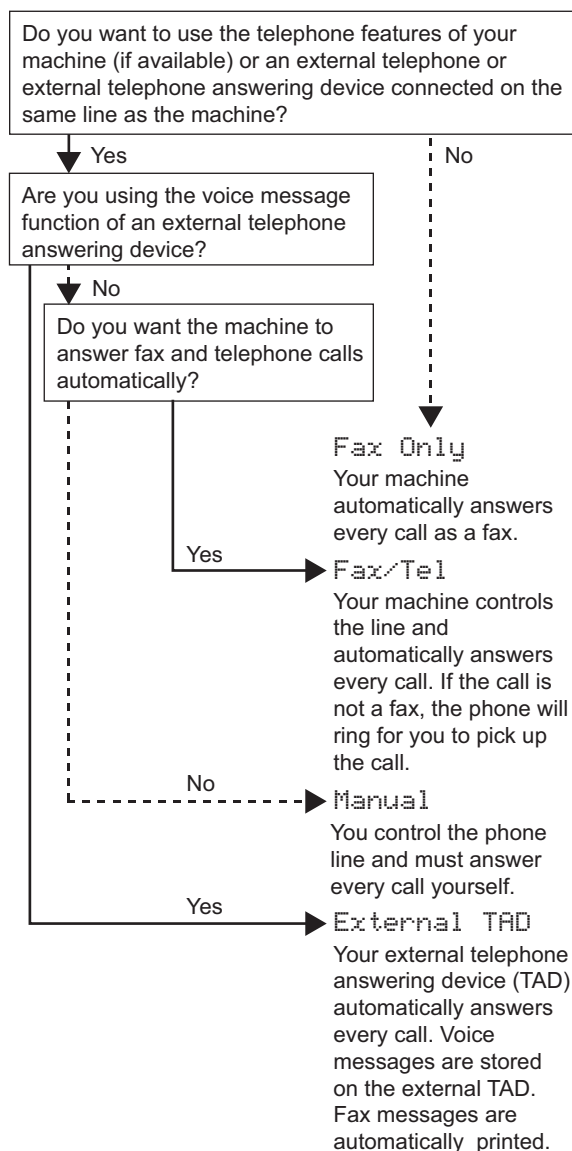 Do you want to use the telephone features of your
machine (if available) or an external telephone or
external telephone answering device connected on the
same line as the machine?
Yes
No
Are you using the voice message
function of an external telephone
answering device?
No
Do you want the machine to
answer fax and telephone calls
automatically?
Fax Only
Your machine
automatically answers
every call as a fax.
Yes
Fax/Tel
Your machine controls
the line and
automatically answers
every call. If the call is
not a fax, the phone will
ring for you to pick up
the call.
No
Manual
You control the phone
line and must answer
every call yourself.
Yes
External TAD
Your external telephone
answering device (TAD)
automatically answers
every call. Voice
messages are stored
on the external TAD.
Fax messages are
automatically printed.